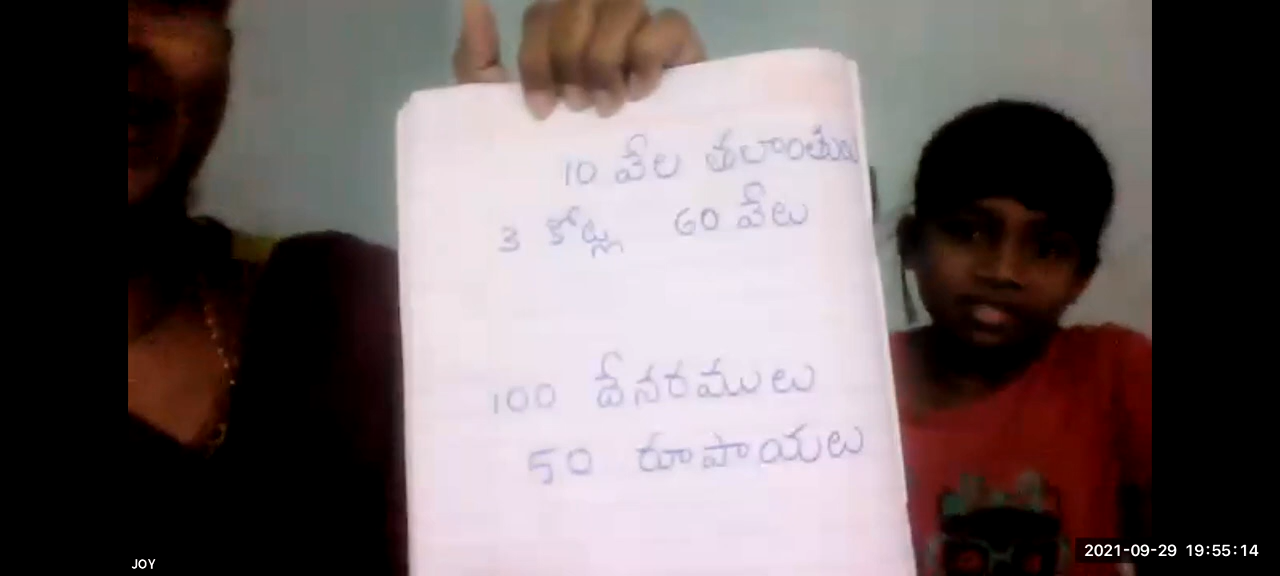 10 వేల తలాంతులు
3 కోట్ల 60 వేలు
100 దేనరములు
50 రూపాయలు
JOY
2021-09-29 19:55:14